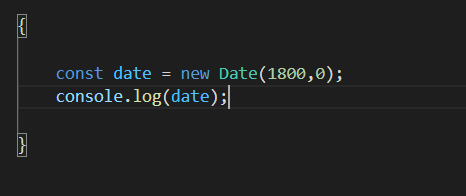 {
const date = new Date(1800,0);
console.log(date);
}